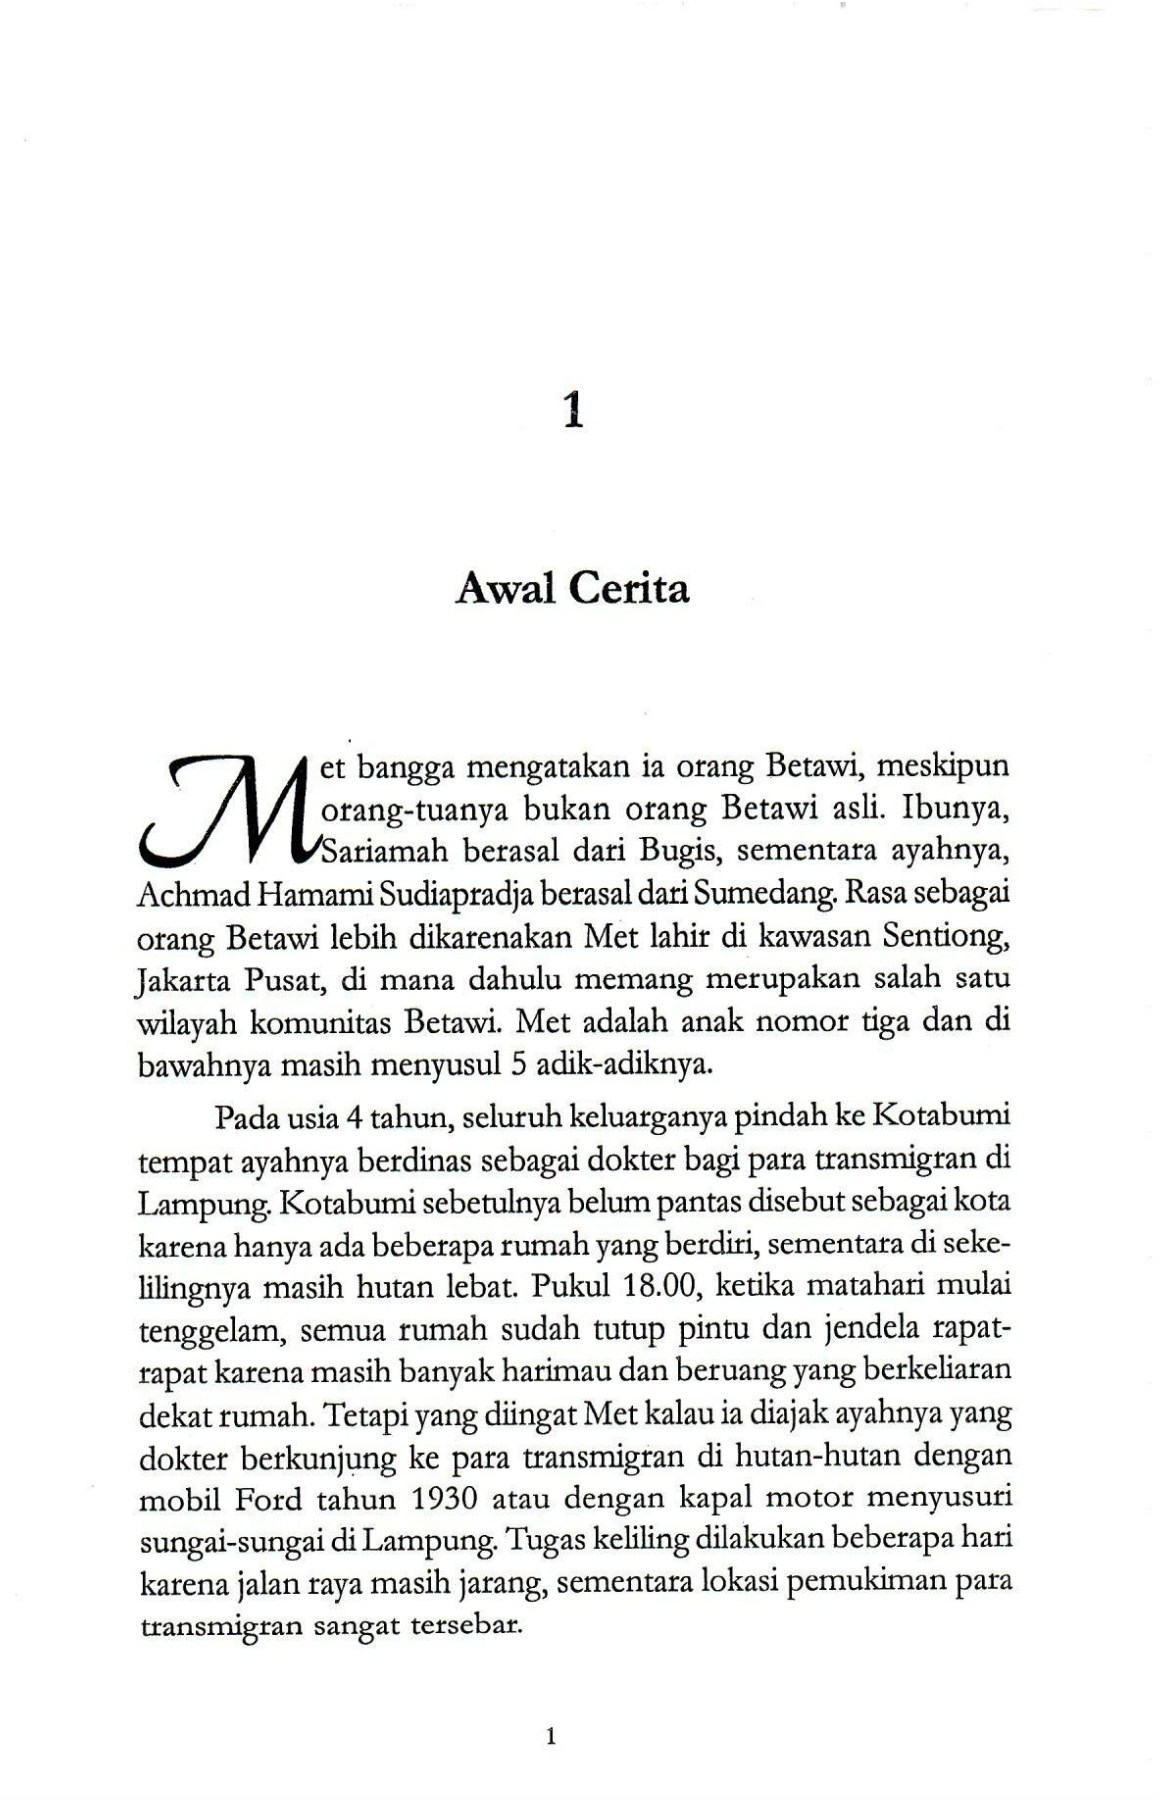 1
Awal Cerita
Met bangga mengatakan ia orang Betawi, meskipun
orang-tuanya bukan orang Betawi asli. Ibunya,
Sariamah berasal dari Bugis, sementara ayahnya,
Achmad Hamami Sudiapradja berasal dari Sumedang. Rasa sebagai
orang Betawi lebih dikarenakan Met lahir di kawasan Sentiong,
Jakarta Pusat, di mana dahulu memang merupakan salah satu
wilayah komunitas Betawi. Met adalah anak nomor tiga dan di
bawahnya masih menyusul 5 adik-adiknya.
Pada usia 4 tahun, seluruh keluarganya pindah ke Kotabumi
tempat ayahnya berdinas sebagai dokter bagi para transmigran di
Lampung. Kotabumi sebetulnya belum pantas disebut sebagai kota
karena hanya ada beberapa rumah yang berdiri, sementara di seke-
lilingnya masih hutan lebat. Pukul 18.00, ketika matahari mulai
tenggelam, semua rumah sudah tutup pintu dan jendela rapat-
rapat karena masih banyak harimau dan beruang yang berkeliaran
dekat rumah. Tetapi yang diingat Met kalau ia diajak ayahnya yang
dokter berkunjung ke para transmigran di hutan-hutan dengan
mobil Ford tahun 1930 atau dengan kapal motor menyusuri
sungai-sungai di Lampung. Tugas keliling dilakukan beberapa hari
karena jalan raya masih jarang, sementara lokasi pemukiman para
transmigran sangat tersebar.
1